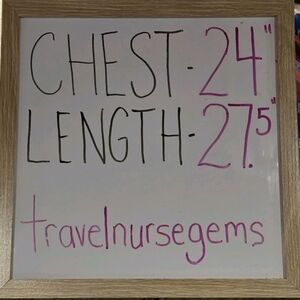 CHEST - 24"
LENGTH - 27.5"
travelnursegems